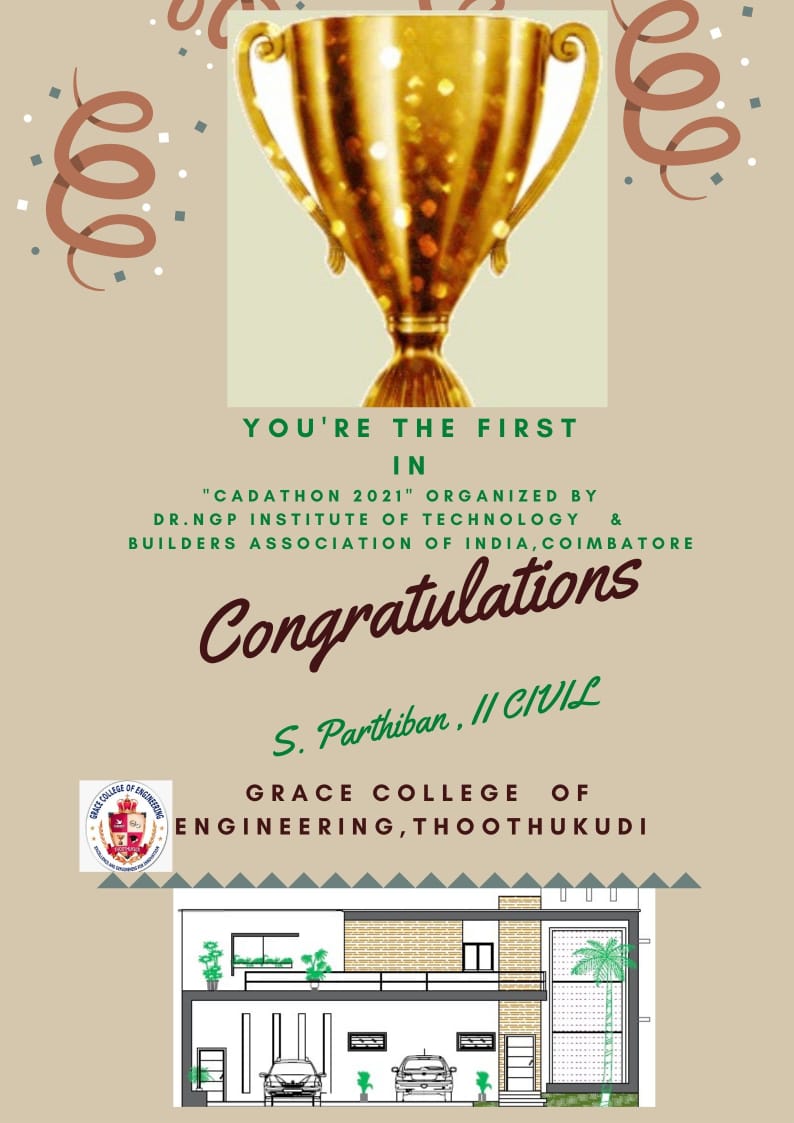 YOU'RE THE FIRST
IN
"CADATHON 2021" ORGANIZED BY
DR.NGP INSTITUTE OF TECHNOLOGY &
BUILDERS ASSOCIATION OF INDIA,COIMBATORE
Congratulations
S. Parthiban , II CIVIL
GRACE COLLEGE OF
ENGINEERING,THOOTHUKUDI
GRACE COLLEGE OF ENGINEERING
THOOTHUKUDI